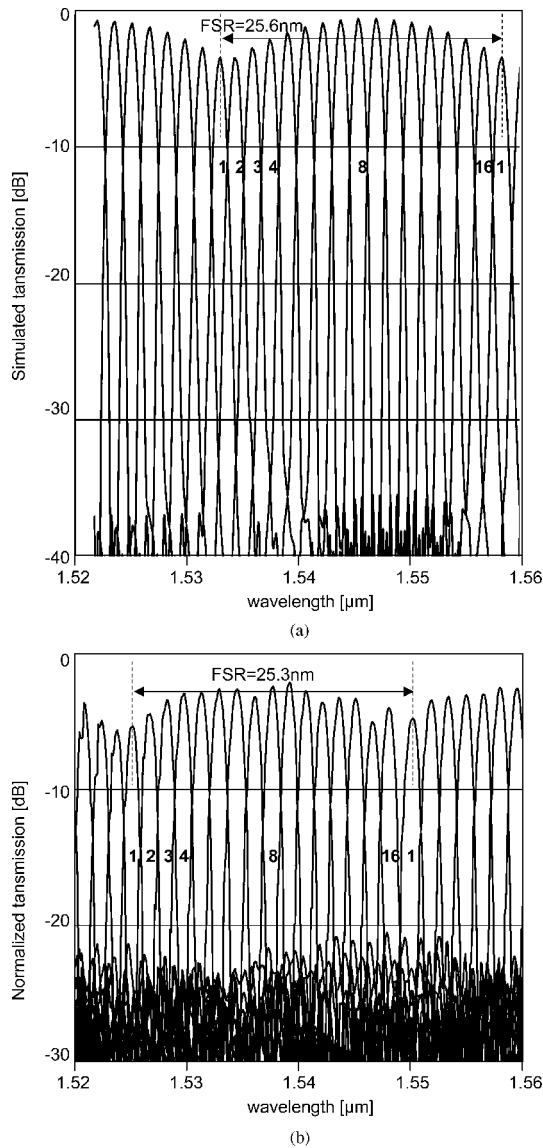 0
FSR=25.6nm
-10
1 2 3 4 8 16 1
-20
-30
-40
1.52 1.53 1.54 1.55 1.56
Simulated tansmission [dB]
wavelength [µm]
(a)
0
FSR=25.3nm
-10
1 2 3 4 8 16 1
-20
-30
1.52 1.53 1.54 1.55 1.56
Normalized tansmission [dB]
wavelength [µm]
(b)